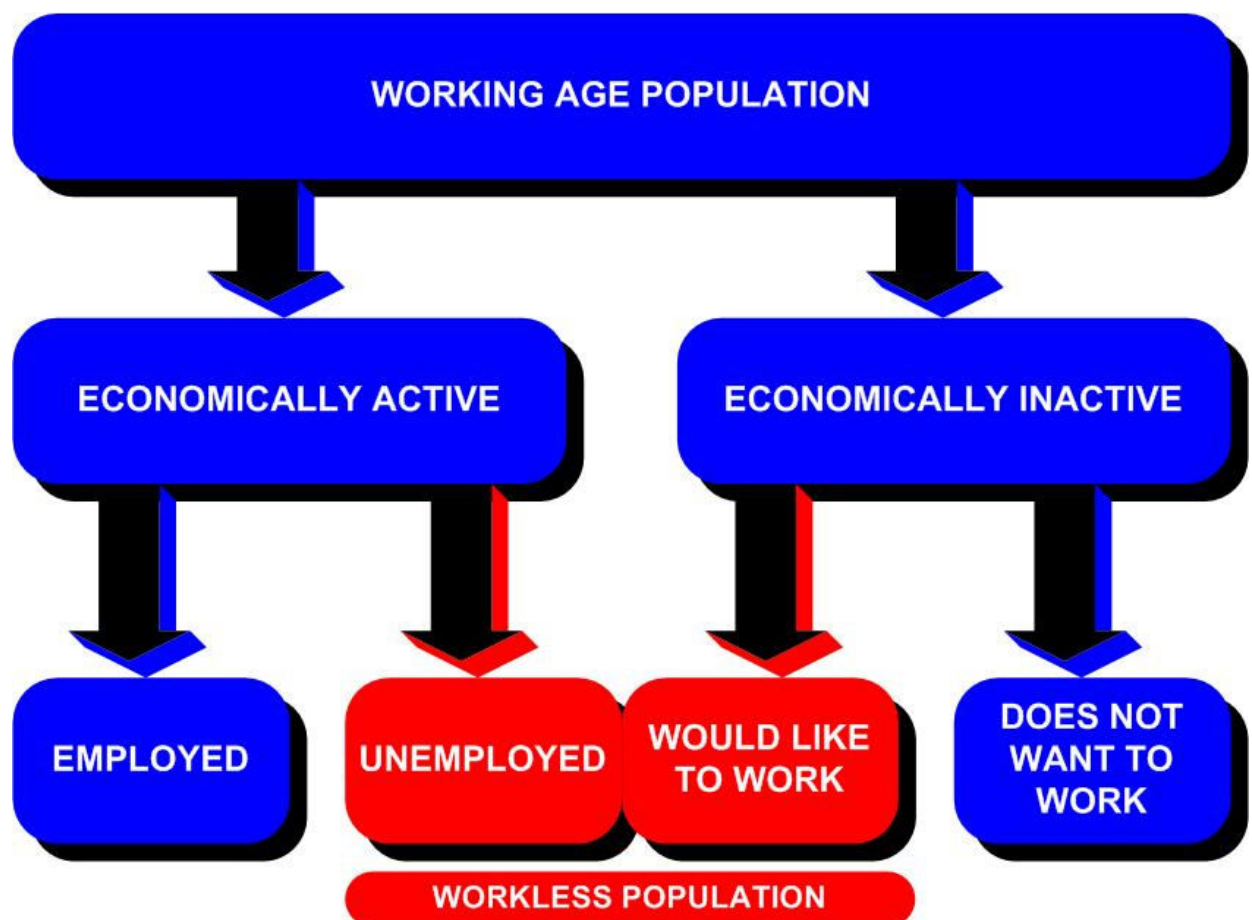 WORKING AGE POPULATION
ECONOMICALLY ACTIVE
ECONOMICALLY INACTIVE
EMPLOYED
UNEMPLOYED
WOULD LIKE
TO WORK
DOES NOT
WANT TO
WORK
WORKLESS POPULATION